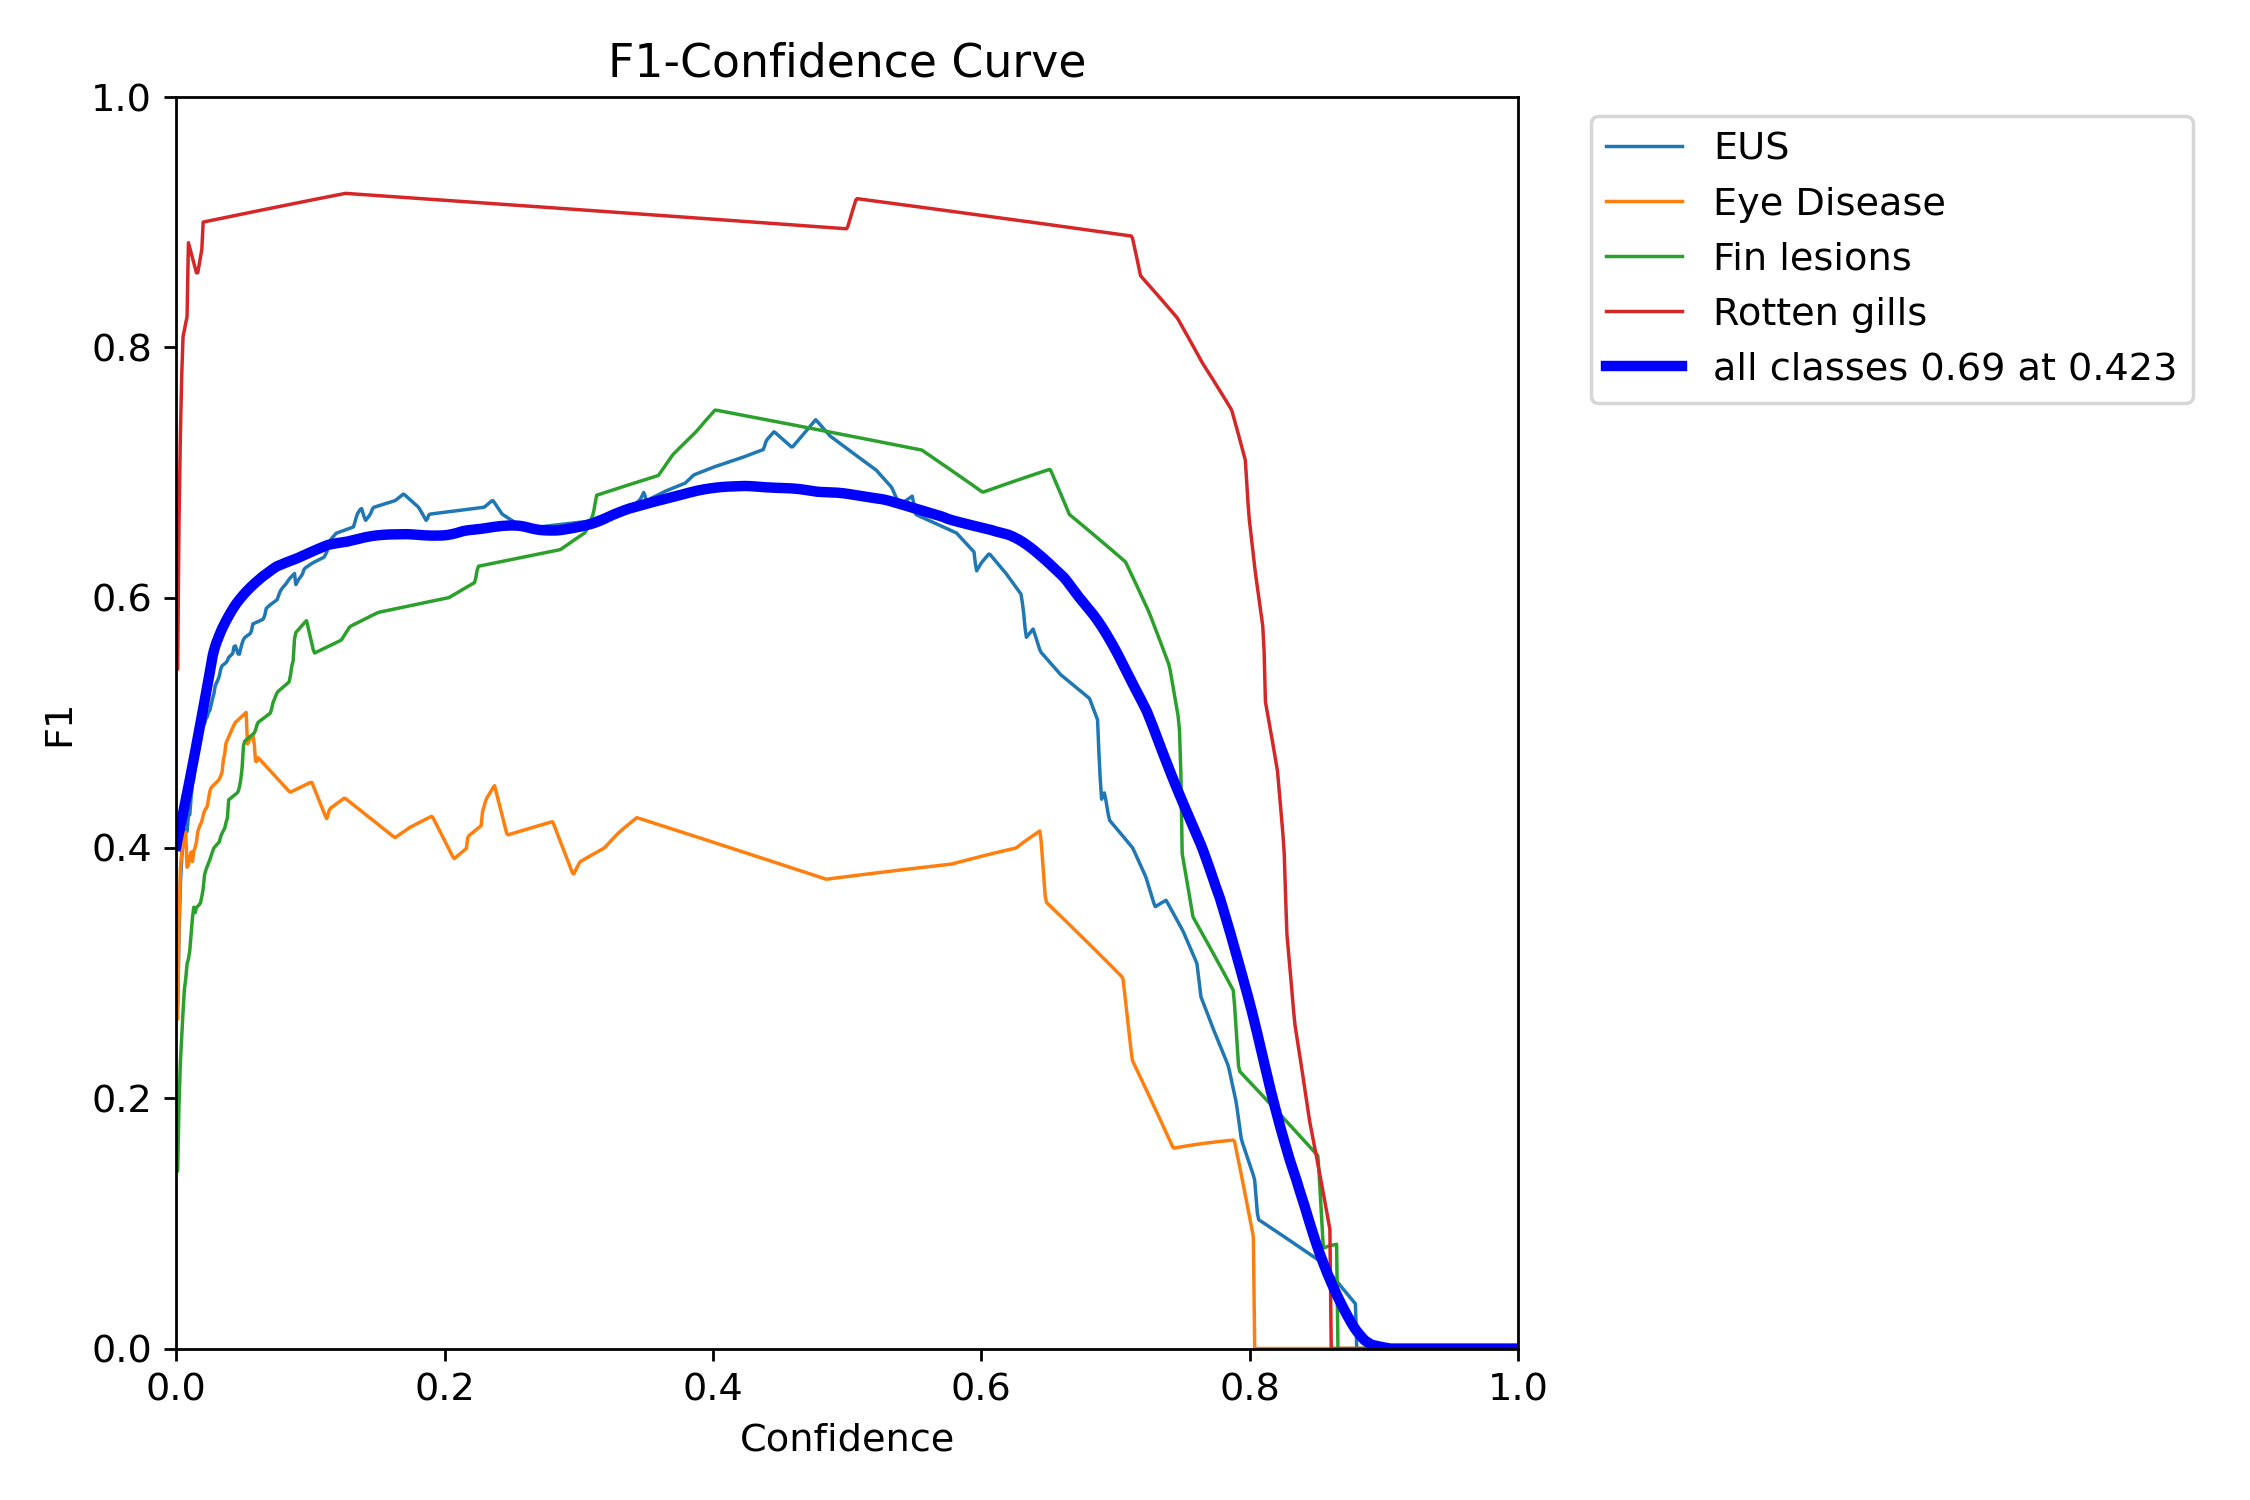 F1-Confidence Curve
1.0
0.8
0.6
0.4
0.2
0.0
F1
0.0 0.2 0.4 0.6 0.8 1.0
Confidence
EUS
Eye Disease
Fin lesions
Rotten gills
all classes 0.69 at 0.423